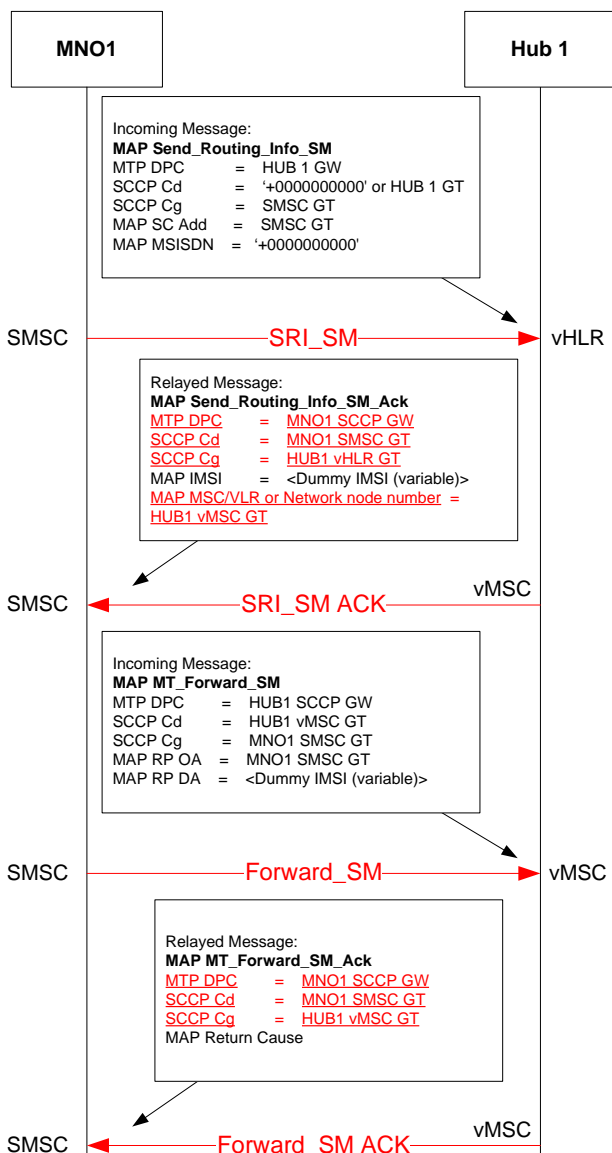 MNO1
Hub 1
Incoming Message:
MAP Send_Routing_Info_SM
MTP DPC = HUB 1 GW
SCCP Cd = '+0000000000' or HUB 1 GT
SCCP Cg = SMSC GT
MAP SC Add = SMSC GT
MAP MSISDN = '+0000000000'
SMSC
SRI_SM
vHLR
Relayed Message:
MAP Send_Routing_Info_SM_Ack
MTP DPC = MNO1 SCCP GW
SCCP Cd = MNO1 SMSC GT
SCCP Cg = HUB1 vHLR GT
MAP IMSI = <Dummy IMSI (variable)>
MAP MSC/VLR or Network node number =
HUB1 vMSC GT
SMSC
SRI_SM ACK
vMSC
Incoming Message:
MAP MT_Forward_SM
MTP DPC = HUB1 SCCP GW
SCCP Cd = HUB1 vMSC GT
SCCP Cg = MNO1 SMSC GT
MAP RP OA = MNO1 SMSC GT
MAP RP DA = <Dummy IMSI (variable)>
SMSC
Forward_SM
vMSC
Relayed Message:
MAP MT_Forward_SM_Ack
MTP DPC = MNO1 SCCP GW
SCCP Cd = MNO1 SMSC GT
SCCP Cg = HUB1 vMSC GT
MAP Return Cause
SMSC
Forward_SM ACK
vMSC